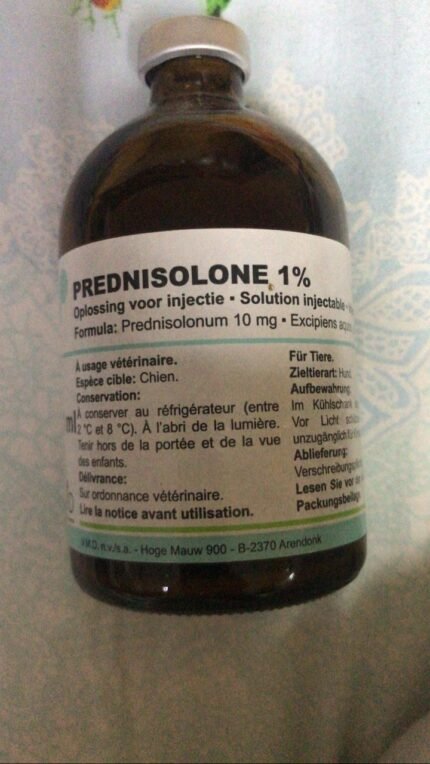 PREDNISOLONE 1%
Oplossing voor injectie ▪ Solution injectable ▪
Formula: Prednisolonum 10 mg ▪ Excipiens
À usage vétérinaire.
Espèce cible: Chien.
Conservation:
À conserver au réfrigérateur (entre
2 °C et 8 °C). À l'abri de la lumière.
Tenir hors de la portée et de la vue
des enfants.
Délivrance:
Sur ordonnance vétérinaire.
Lire la notice avant utilisation.
ml
Für Tiere.
Zieltierart: Hund
Aufbewahrung
Im Kühlschrank
Vor Licht
unzugänglich für
Ablieferung:
Lesen Sie vor
V.M.D. n.v./s.a. - Hoge Mauw 900 - B-2370 Arendonk